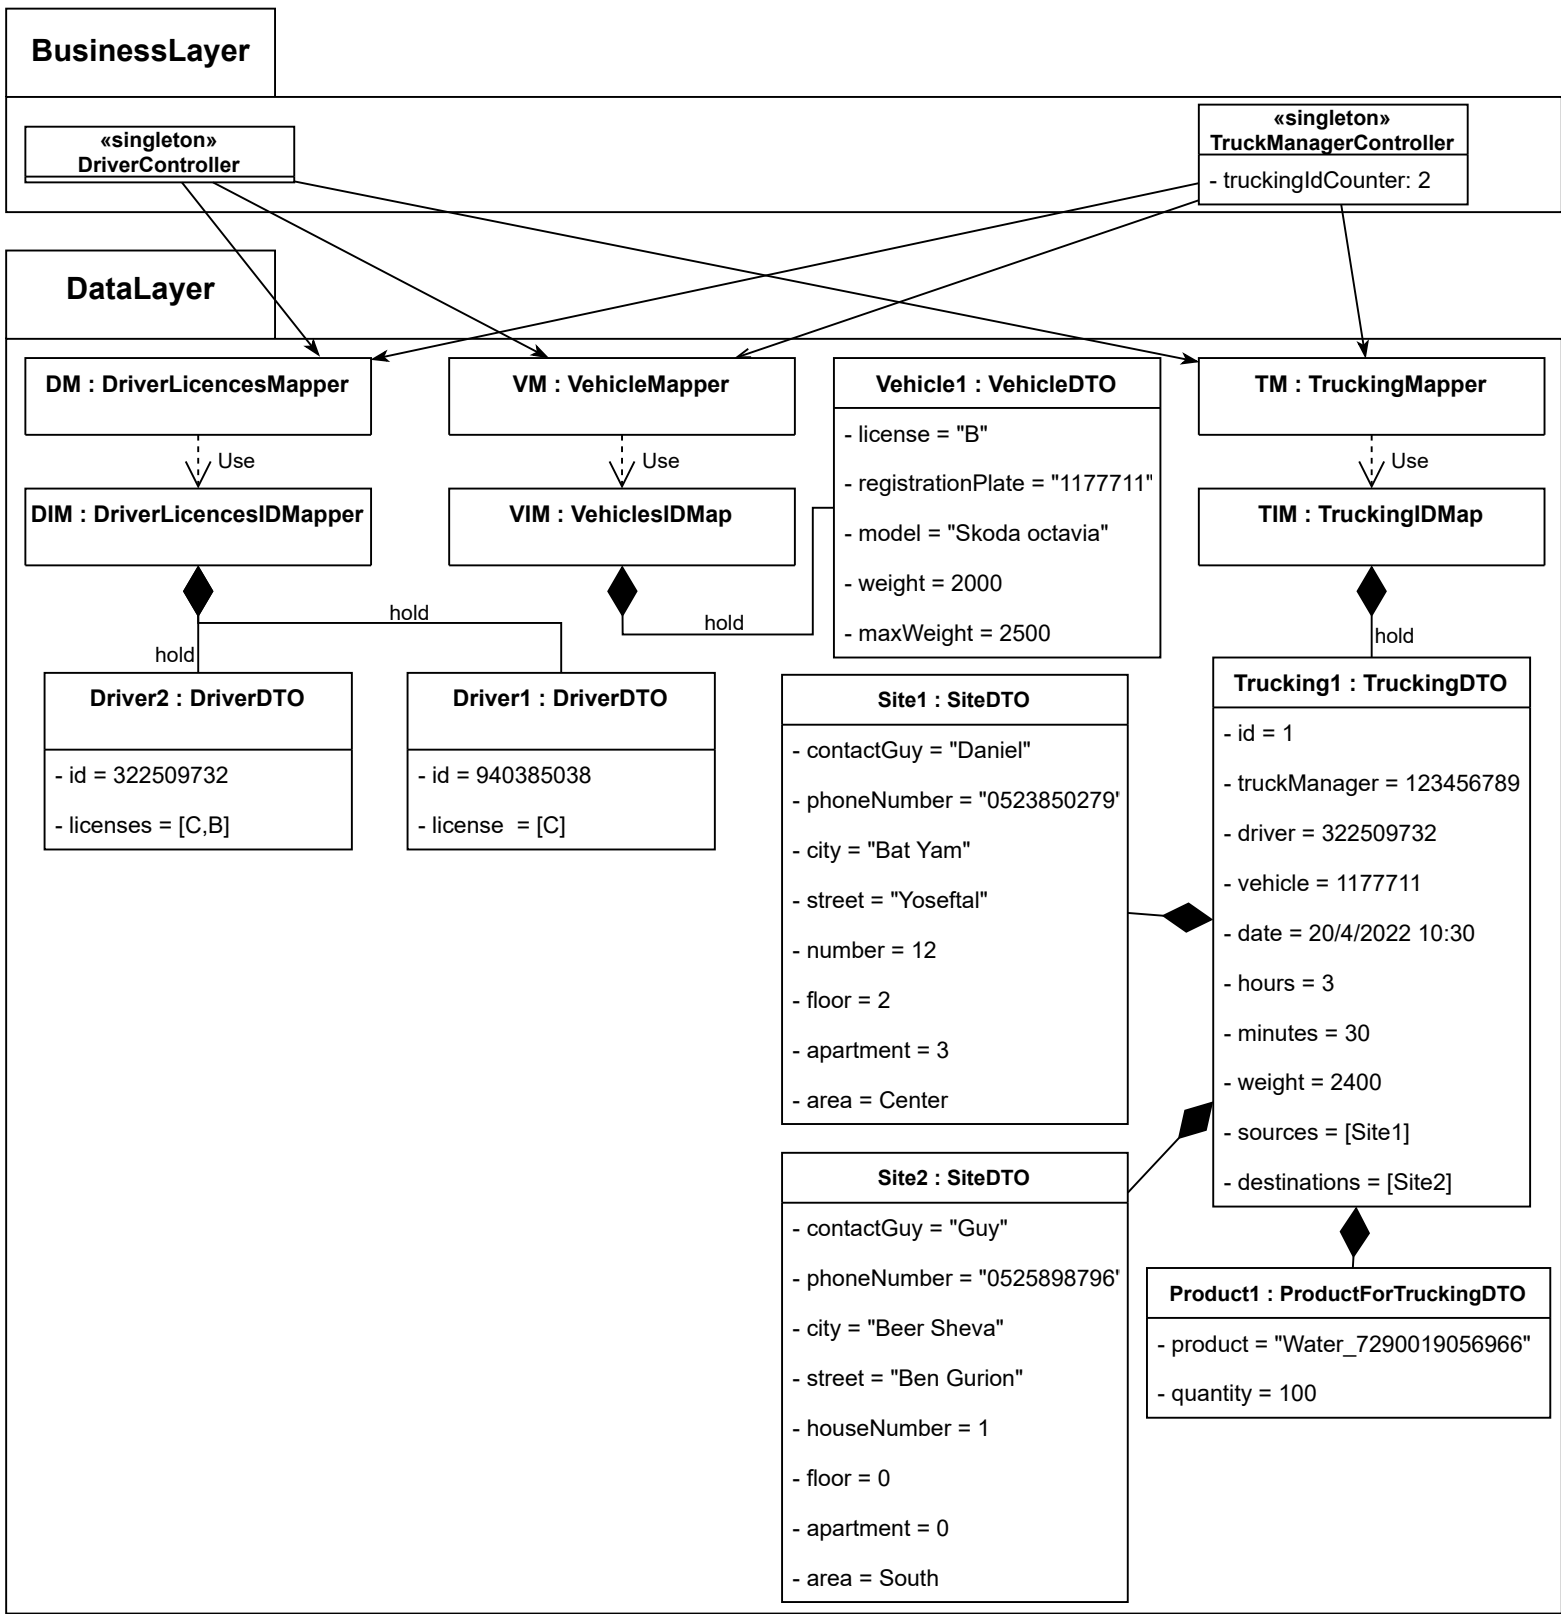 BusinessLayer
«singleton»
DriverController
«singleton»
TruckManagerController
- truckingIdCounter: 2
DataLayer
DM : DriverLicencesMapper
VM : VehicleMapper
Vehicle1 : VehicleDTO
- license = "B"
- registrationPlate = "1177711"
- model = "Skoda octavia"
- weight = 2000
- maxWeight = 2500
TM : TruckingMapper
Use
Use
Use
DIM : DriverLicencesIDMapper
VIM : VehiclesIDMap
TIM : TruckingIDMap
hold
hold
hold
hold
Driver2 : DriverDTO
- id = 322509732
- licenses = [C,B]
Driver1 : DriverDTO
- id = 940385038
- license  = [C]
Site1 : SiteDTO
- contactGuy = "Daniel"
- phoneNumber = "0523850279'
- city = "Bat Yam"
- street = "Yoseftal"
- number = 12
- floor = 2
- apartment = 3
- area = Center
Trucking1 : TruckingDTO
- id = 1
- truckManager = 123456789
- driver = 322509732
- vehicle = 1177711
- date = 20/4/2022 10:30
- hours = 3
- minutes = 30
- weight = 2400
- sources = [Site1]
- destinations = [Site2]
Site2 : SiteDTO
- contactGuy = "Guy"
- phoneNumber = "0525898796'
- city = "Beer Sheva"
- street = "Ben Gurion"
- houseNumber = 1
- floor = 0
- apartment = 0
- area = South
Product1 : ProductForTruckingDTO
- product = "Water_7290019056966"
- quantity = 100